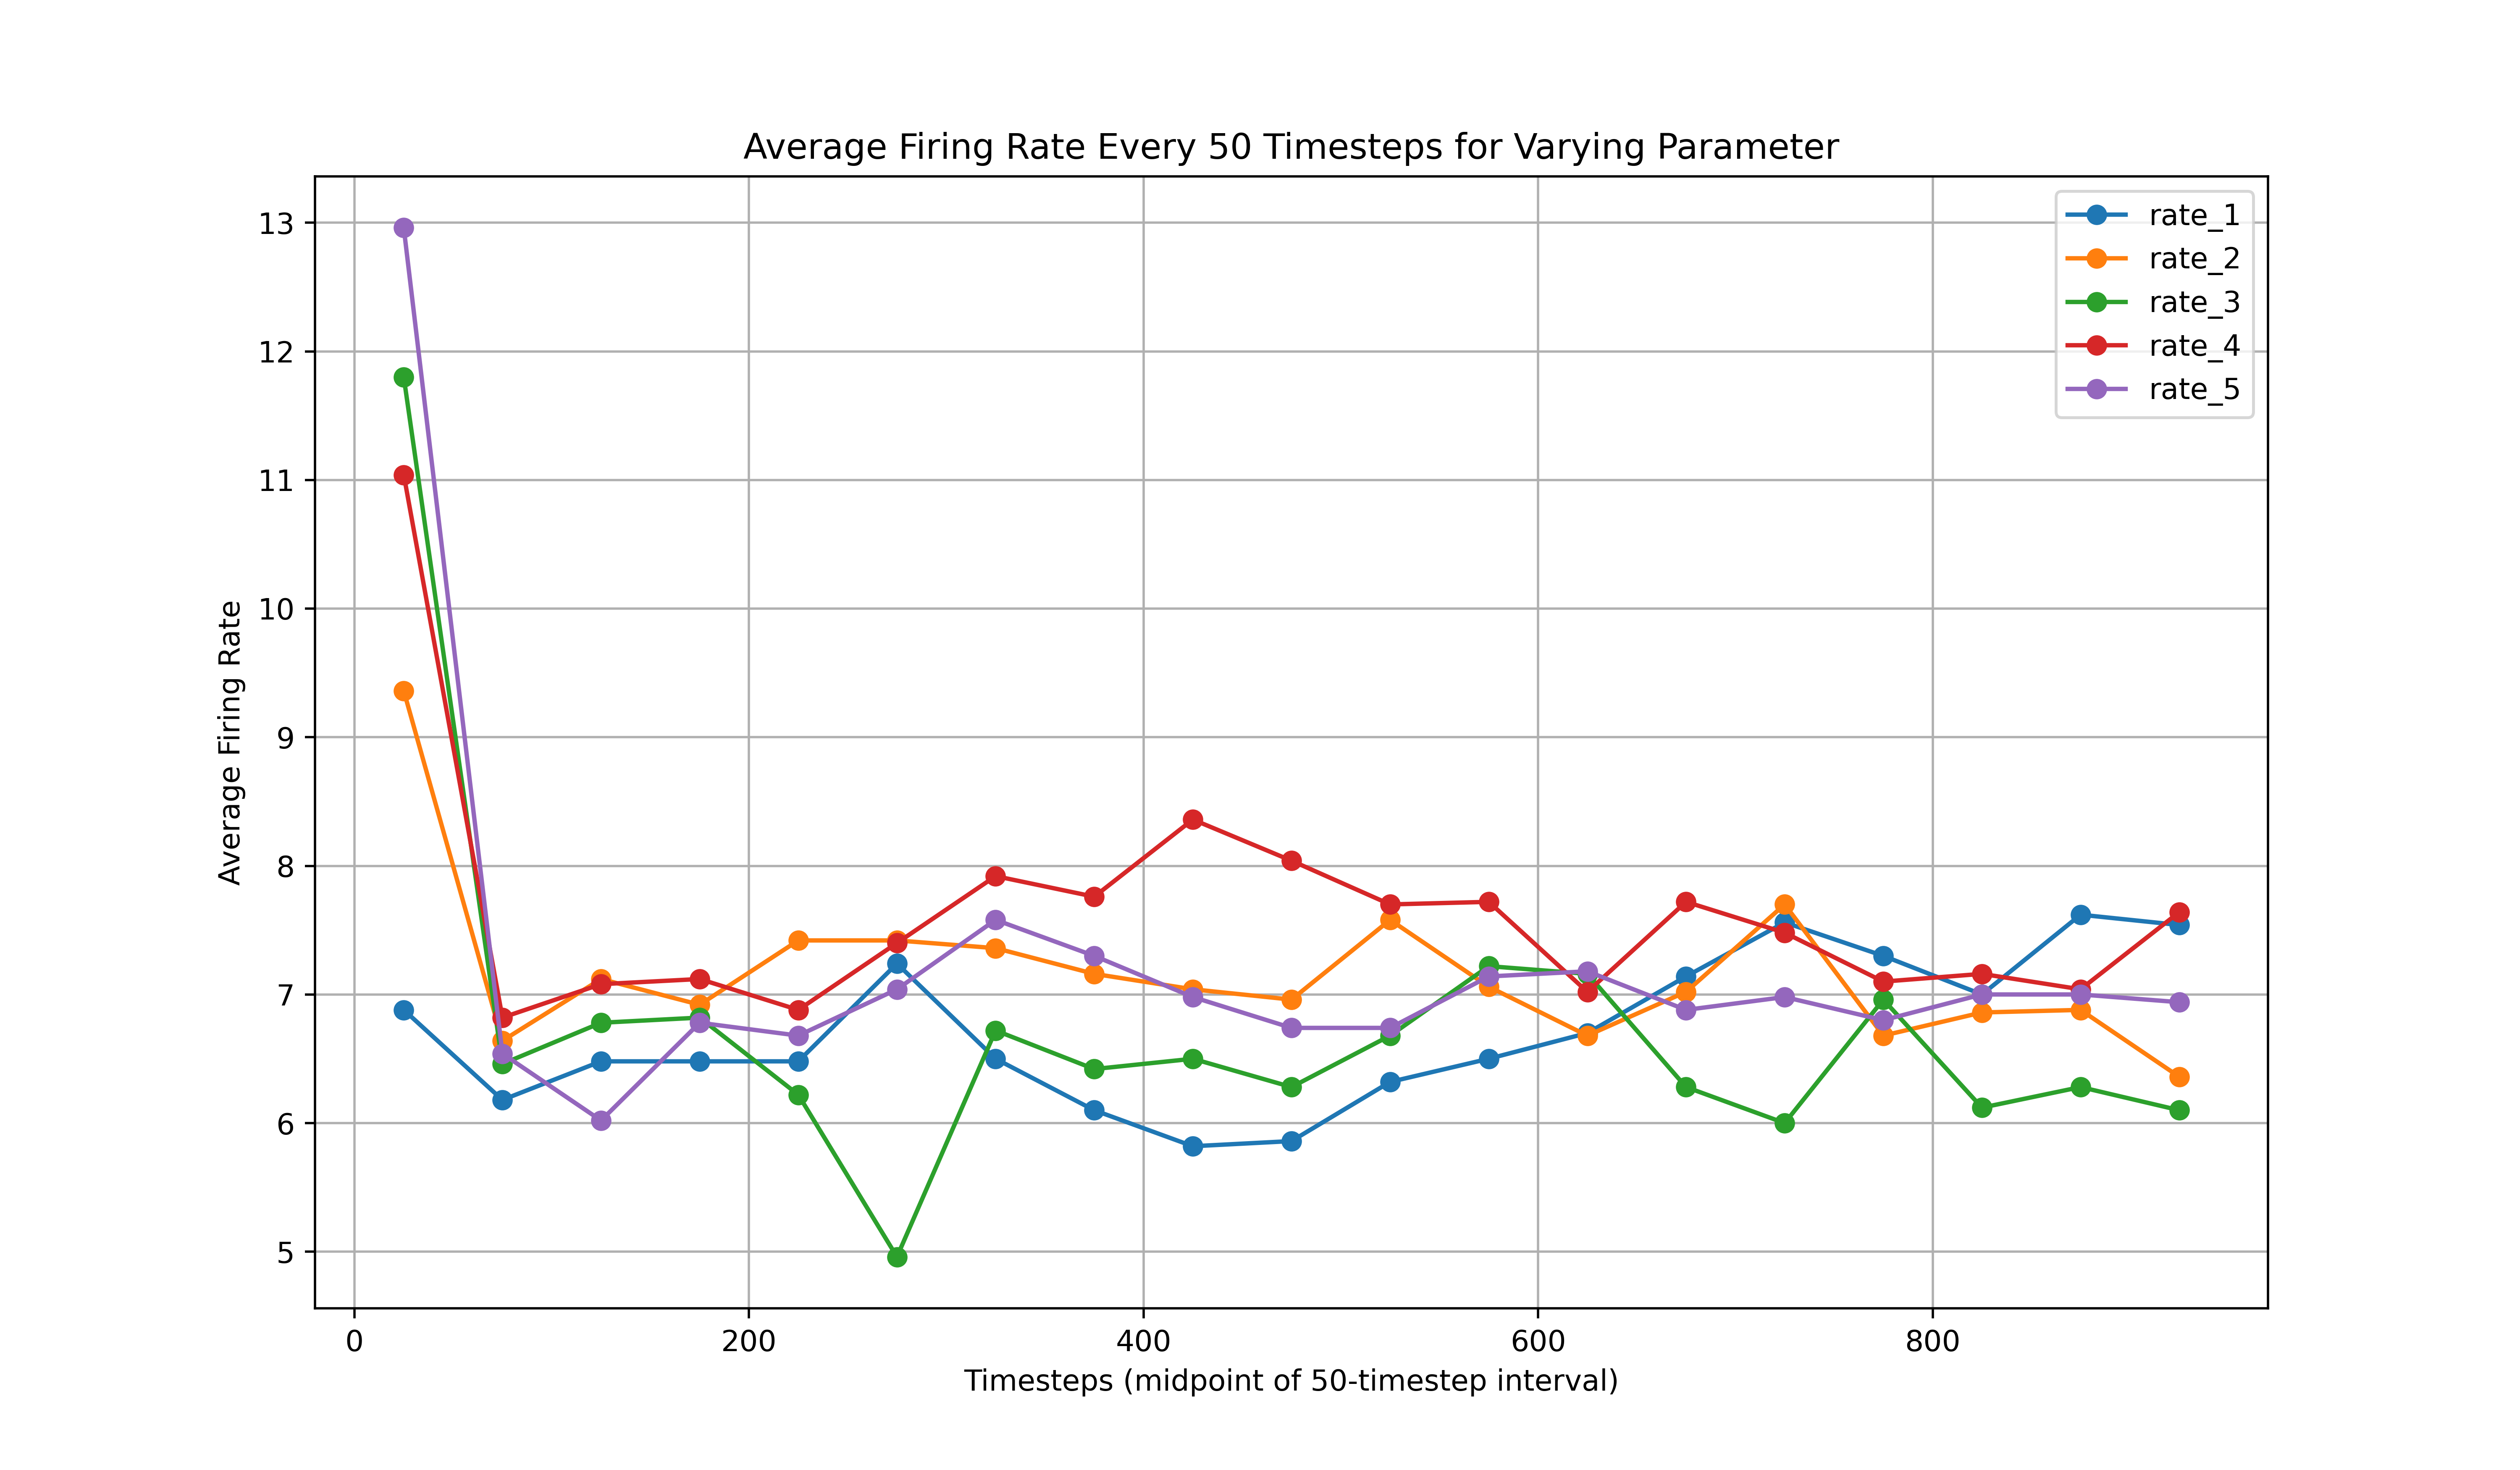 Average Firing Rate Every 50 Timesteps for Varying Parameter
rate_1
rate_2
rate_3
rate_4
rate_5
13
12
11
10
9
8
7
6
5
Average Firing Rate
0 200 400 600 800
Timesteps (midpoint of 50-timestep interval)